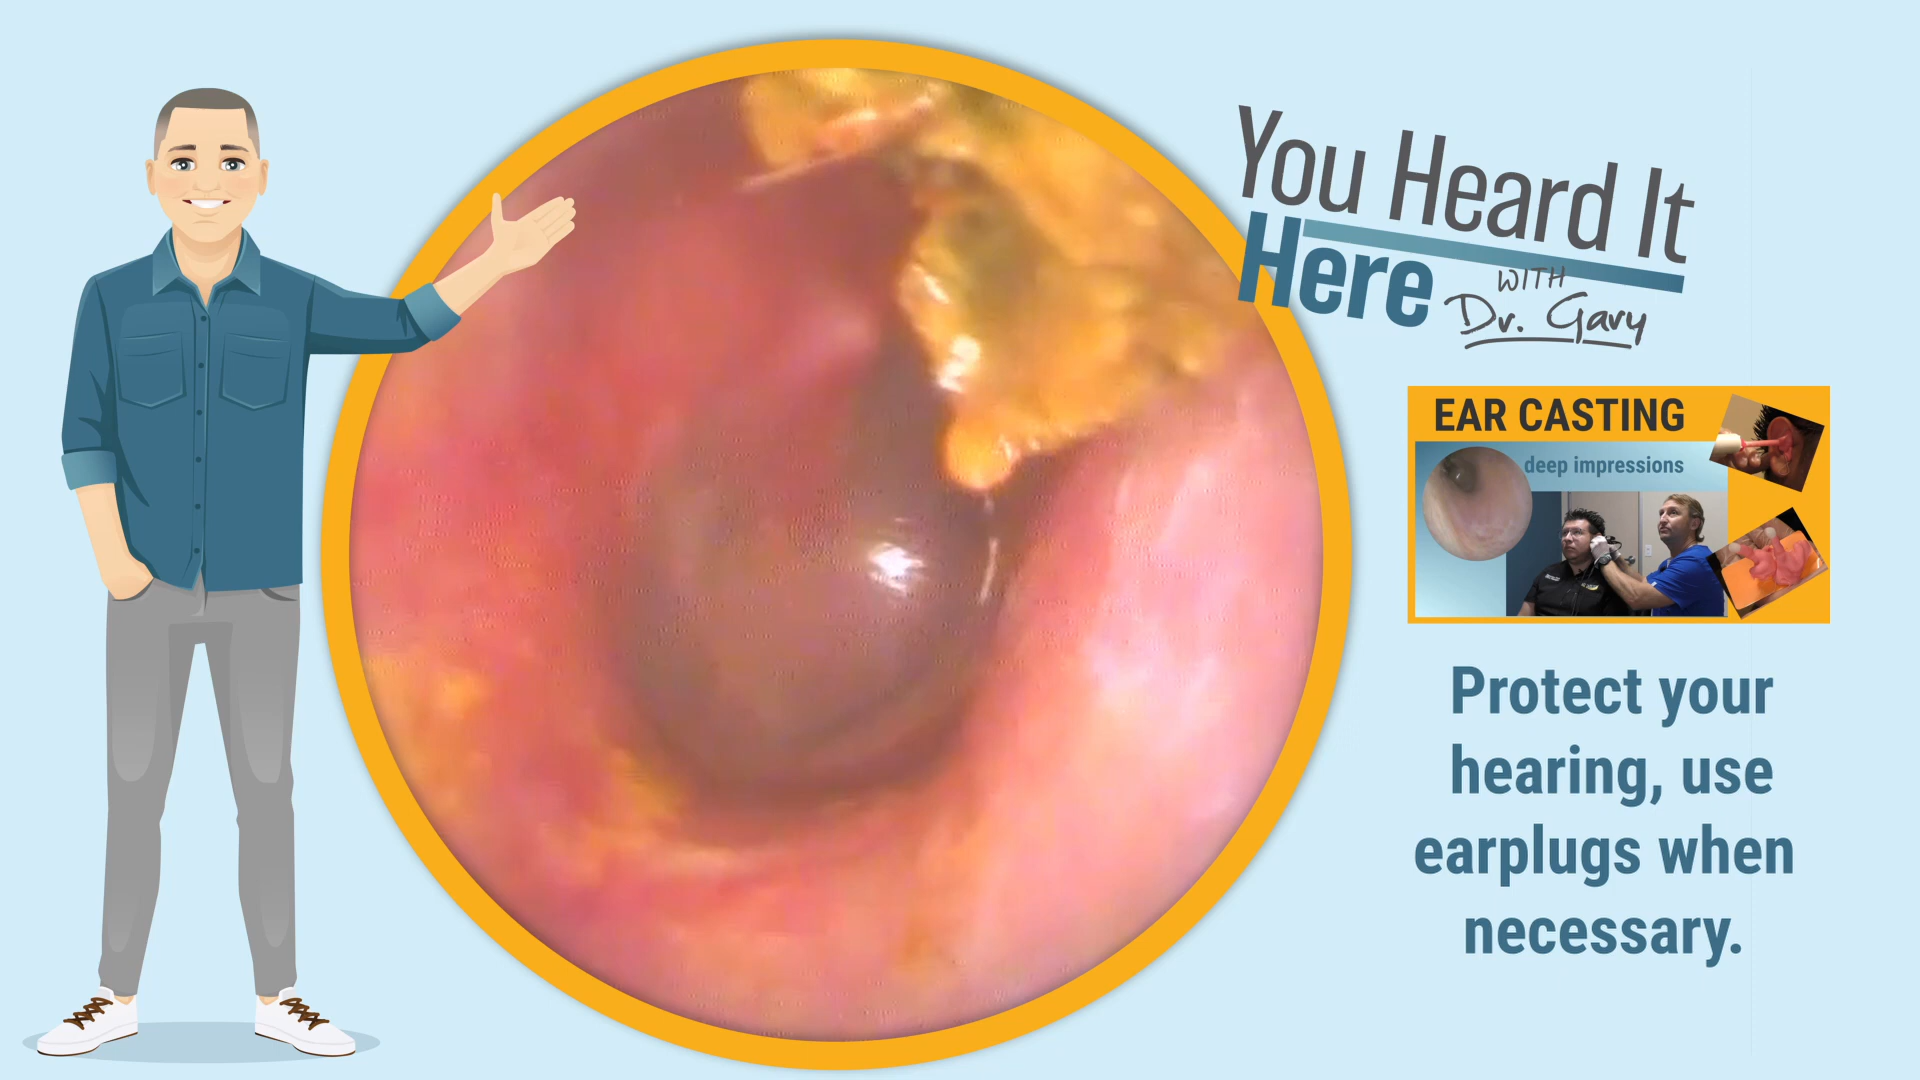 You Heard It
Here WITH
Dr. Gary
EAR CASTING
deep impressions
Protect your
hearing, use
earplugs when
necessary.